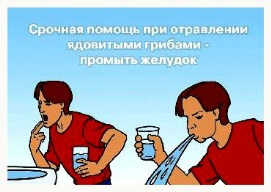 Срочная помощь при отравлении
ядовитыми грибами -
промыть желудок